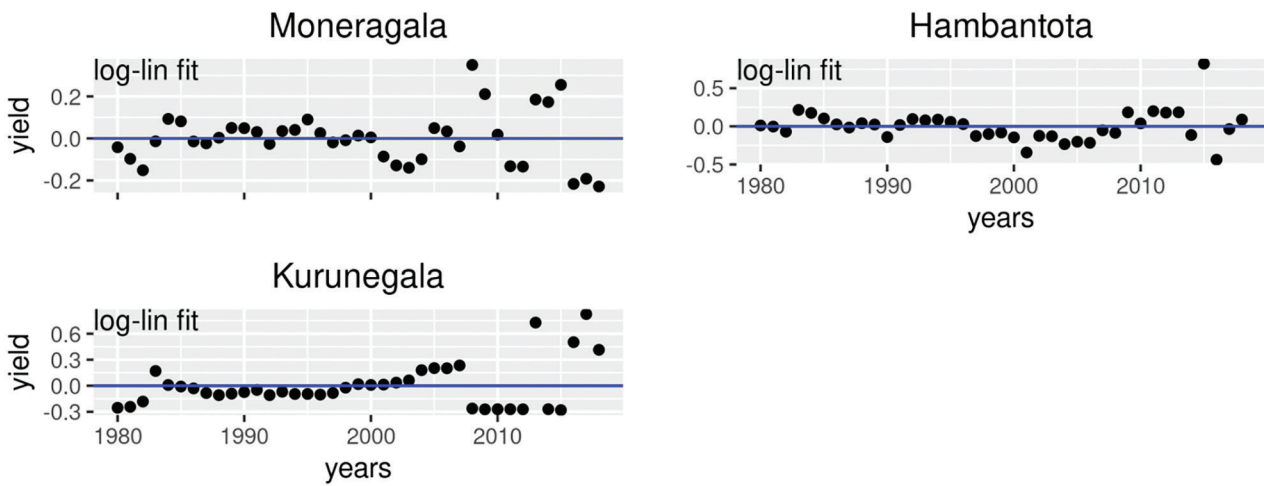 Moneragala
log-lin fit
yield
0.2
0.0
-0.2
Hambantota
log-lin fit
0.5
0.0
-0.5
1980 1990 2000 2010
years
Kurunegala
log-lin fit
yield
0.6
0.3
0.0
-0.3
1980 1990 2000 2010
years